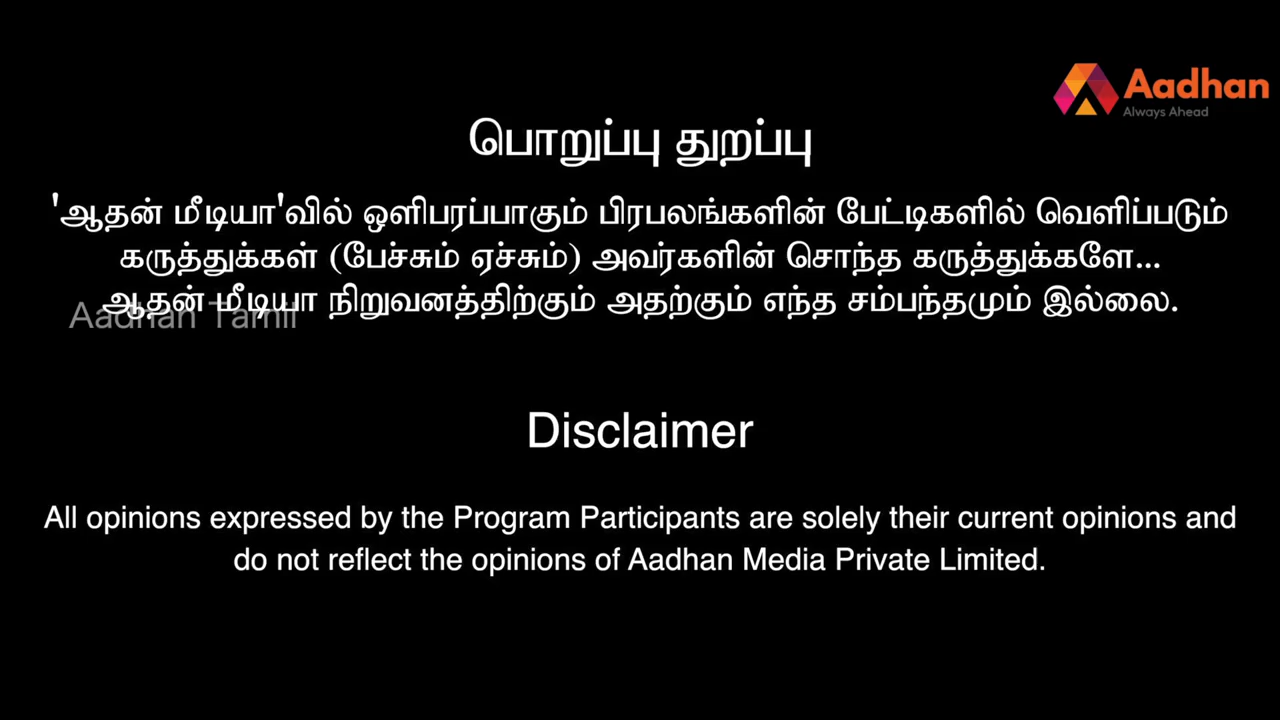 Aadhan
Always Ahead
பொறுப்பு துறப்பு
'ஆதன் மீடியா'வில் ஒளிபரப்பாகும் பிரபலங்களின் பேட்டிகளில் வெளிப்படும்
கருத்துக்கள் (பேச்சும் ஏச்சும்) அவர்களின் சொந்த கருத்துக்களே...
ஆதன் மீடியா நிறுவனத்திற்கும் அதற்கும் எந்த சம்பந்தமும் இல்லை.
Aadhan Tamil
Disclaimer
All opinions expressed by the Program Participants are solely their current opinions and
do not reflect the opinions of Aadhan Media Private Limited.